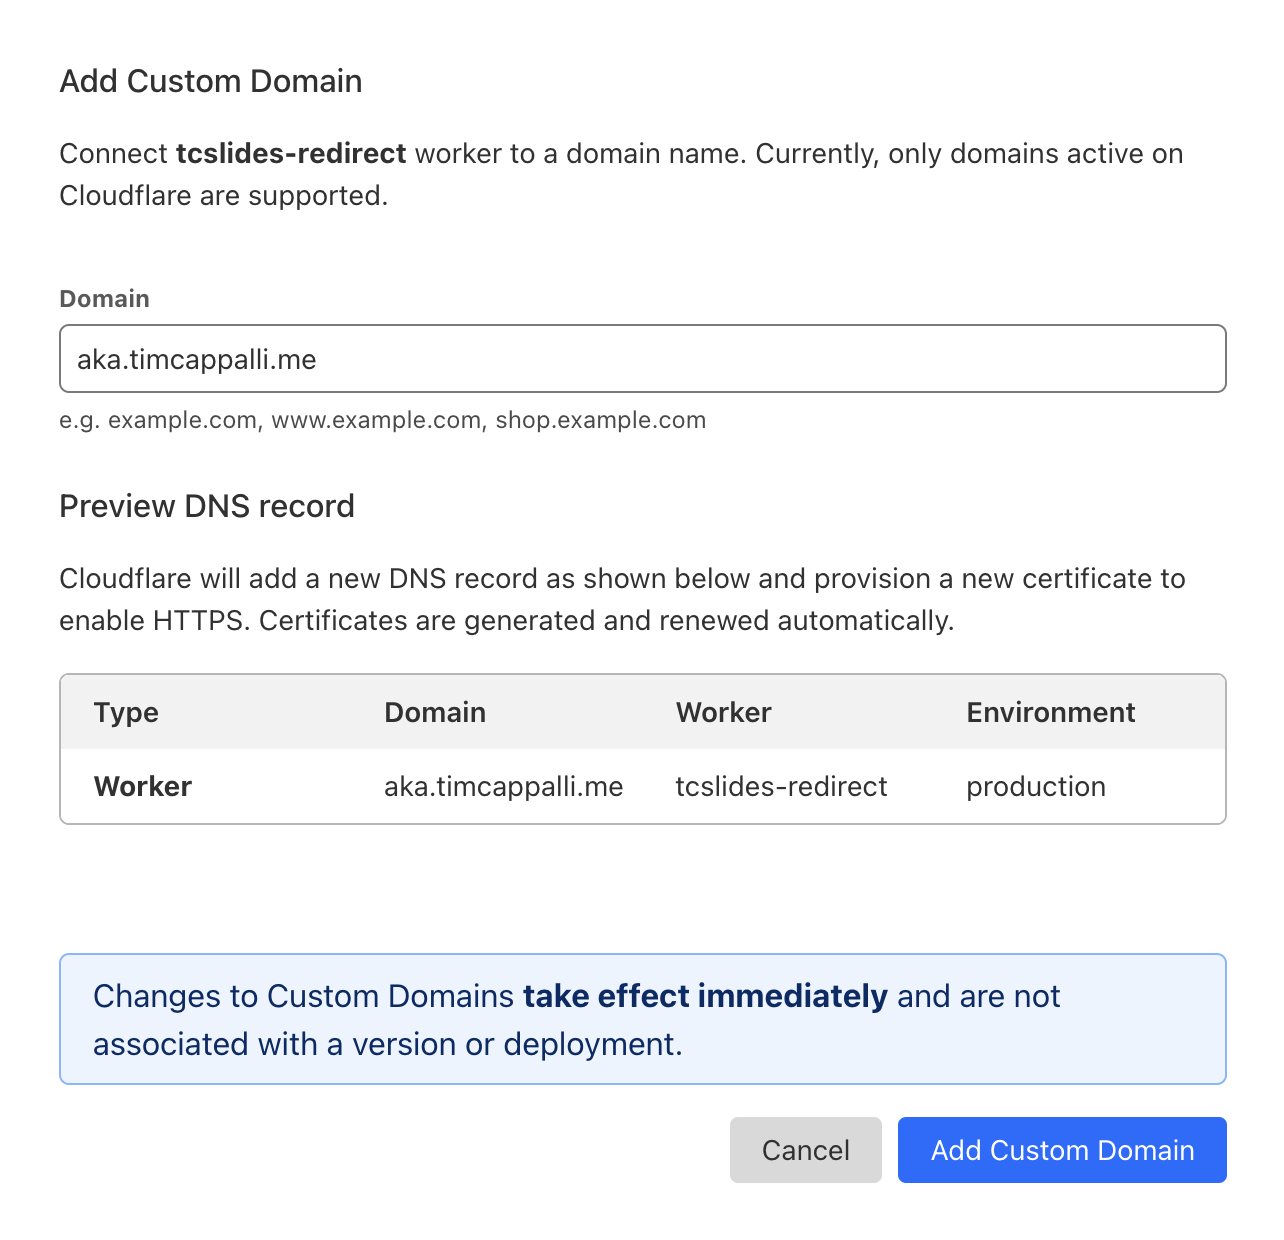 Add Custom Domain
Connect tcslides-redirect worker to a domain name. Currently, only domains active on
Cloudflare are supported.
Domain
aka.timcappalli.me
e.g. example.com, www.example.com, shop.example.com
Preview DNS record
Cloudflare will add a new DNS record as shown below and provision a new certificate to
enable HTTPS. Certificates are generated and renewed automatically.
Type Domain Worker Environment
Worker aka.timcappalli.me tcslides-redirect production
Changes to Custom Domains take effect immediately and are not
associated with a version or deployment.
Cancel Add Custom Domain